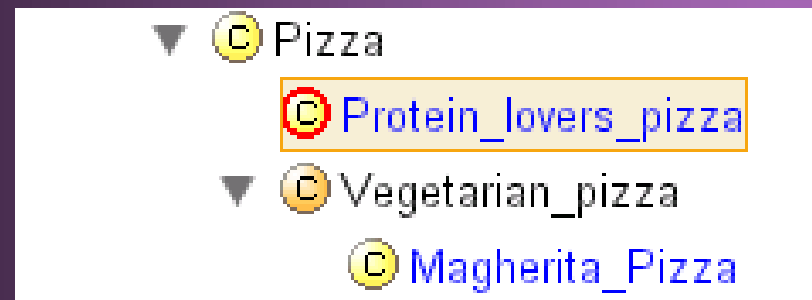 C Pizza
C Protein_lovers_pizza
C Vegetarian_pizza
C Magherita_Pizza